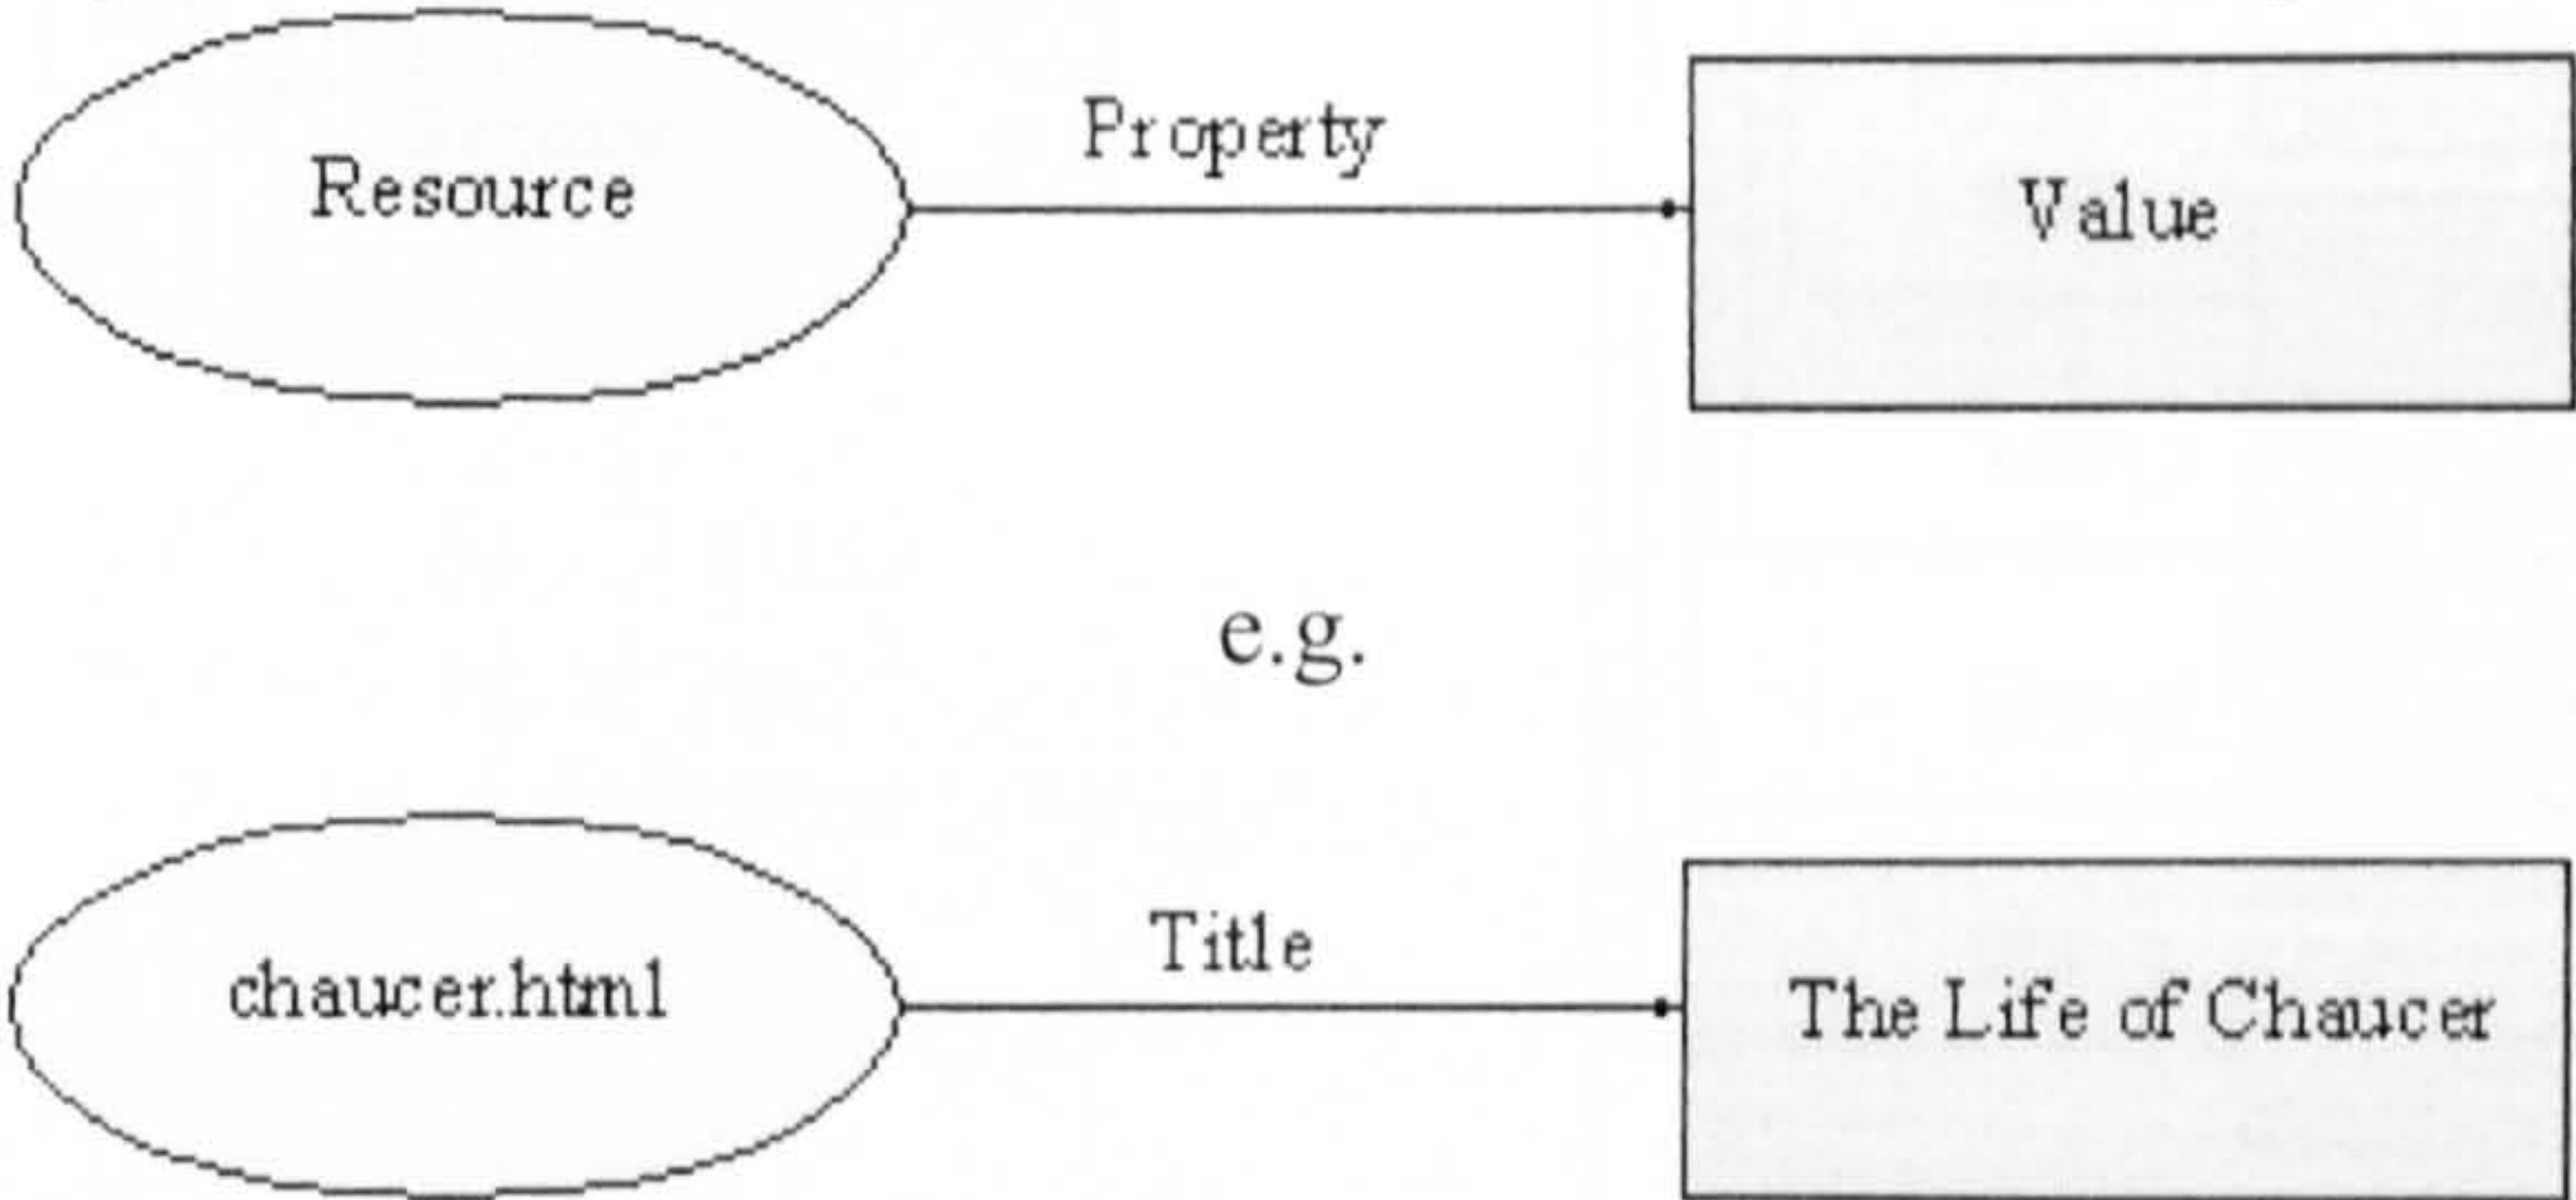 Property
Resource
Value
e.g.
Title
chaucer.html
The Life of Chaucer